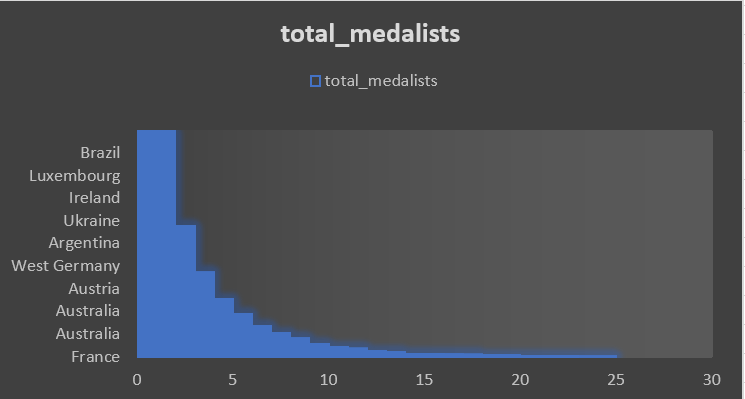 total_medalists
total_medalists
Brazil
Luxembourg
Ireland
Ukraine
Argentina
West Germany
Austria
Australia
Australia
France
0 5 10 15 20 25 30